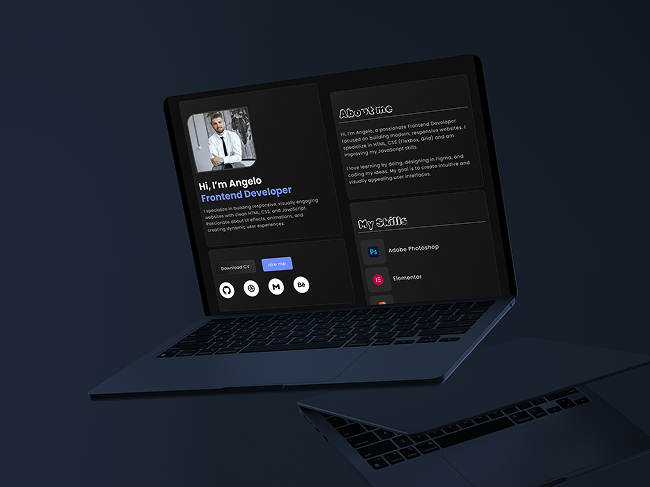 Hi, I'm Angelo
Frontend Developer
I specialize in building responsive, visually engaging
websites with clean HTML, CSS, and JavaScript.
Passionate about UI effects, animations, and
creating dynamic user experiences.
Download CV
Hire me!
Bē
About me
Hi, I'm Angelo, a passionate Frontend Developer
focused on building modern, responsive websites. I
specialize in HTML, CSS (Flexbox, Grid) and am
improving my JavaScript skills.
I love learning by doing, designing in Figma, and
coding my ideas. My goal is to create intuitive and
visually appealing user interfaces.
My Skills
Ps
Adobe Photoshop
Elementor